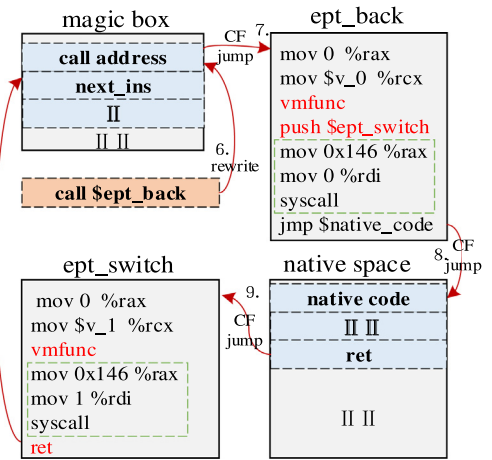 magic box
call address
next_ins
II
II II
6.
rewrite
call $ept_back
7.
CF
jump
ept_back
mov 0 %rax
mov $v_0 %rcx
vmfunc
push $ept_switch
mov 0x146 %rax
mov 0 %rdi
syscall
jmp $native_code
8.
CF
jump
ept_switch
mov 0 %rax
mov $v_1 %rcx
vmfunc
mov 0x146 %rax
mov 1 %rdi
syscall
ret
9.
CF
jump
native space
native code
II II
ret
II II